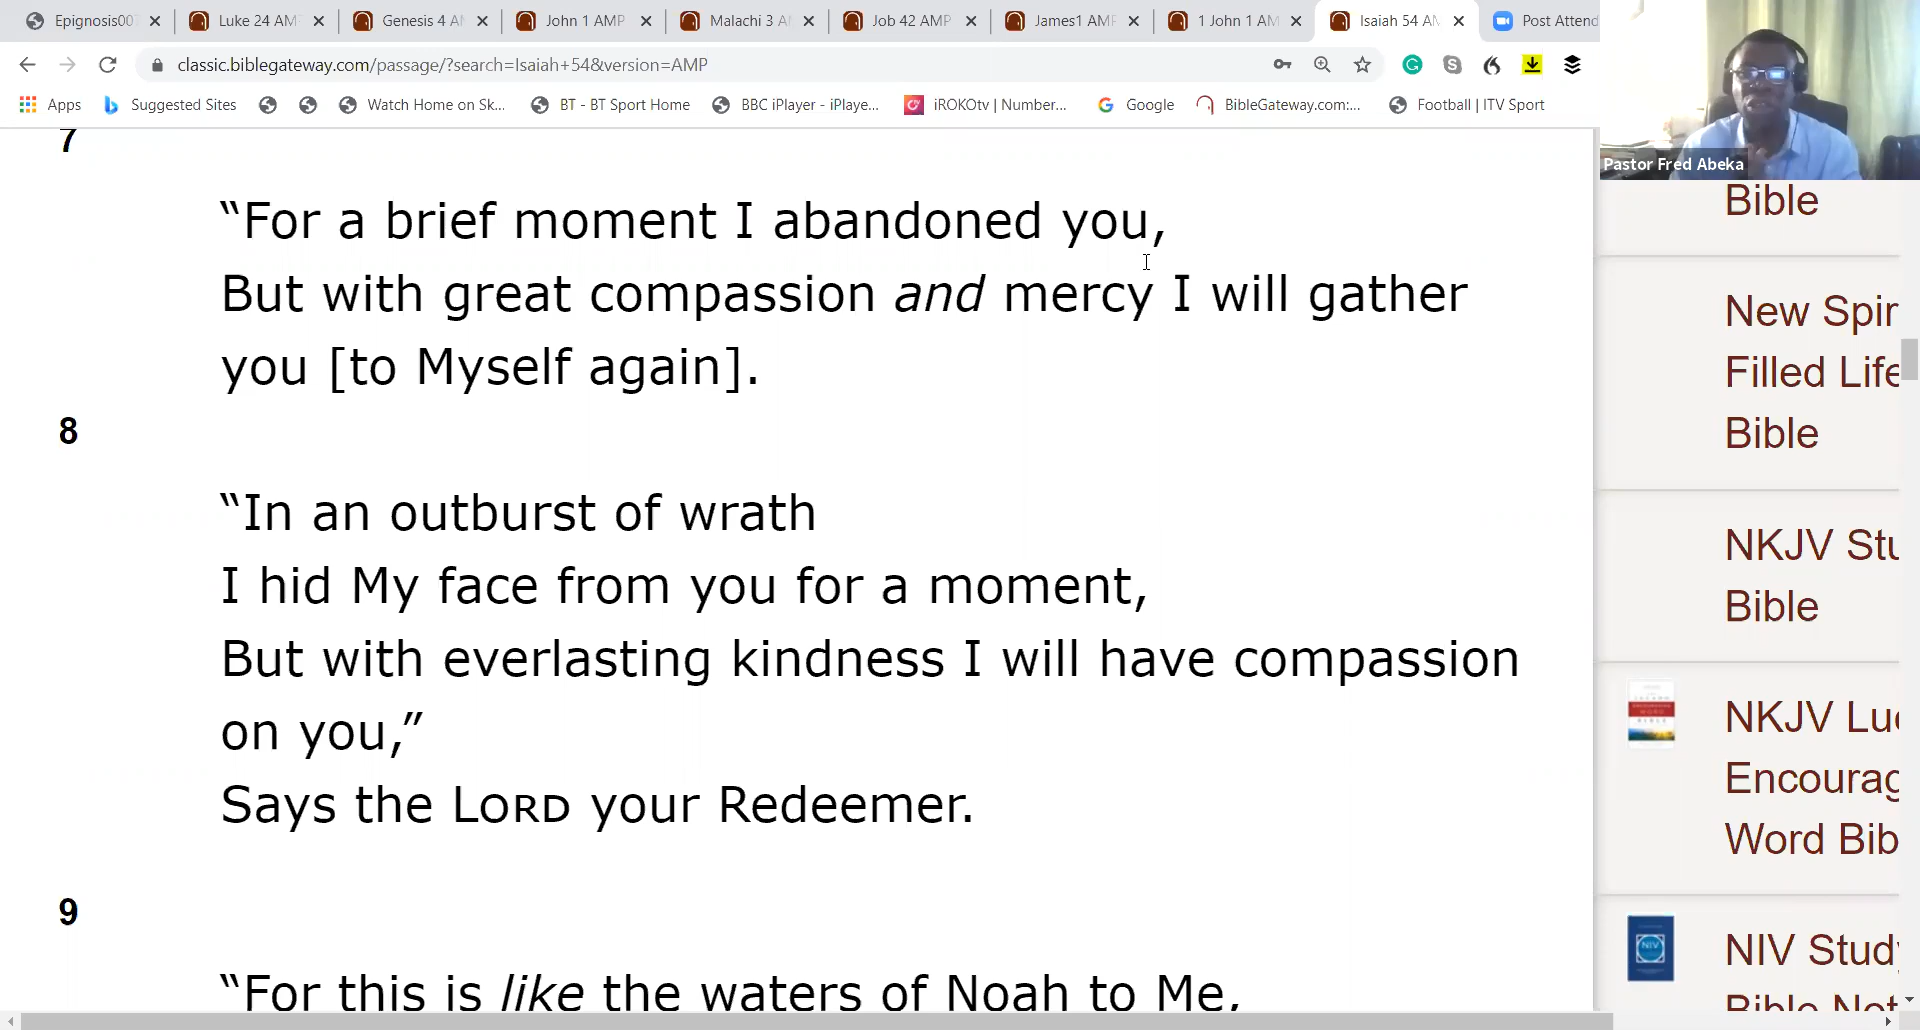 Epignosis00 Luke 24 AM Genesis 4 A John 1 AMP Malachi 3 A Job 42 AMP James1 AMP 1 John 1 AM Isaiah 54 AM Post Attend
classic.biblegateway.com/passage/?search=Isaiah+54&version=AMP
Apps Suggested Sites Watch Home on Sk... BT - BT Sport Home BBC iPlayer - iPlaye... iROKOtv | Number... Google BibleGateway.com:... Football | ITV Sport
Pastor Fred Abeka
7
“For a brief moment I abandoned you,
But with great compassion and mercy I will gather
you [to Myself again].
8
“In an outburst of wrath
I hid My face from you for a moment,
But with everlasting kindness I will have compassion
on you,”
Says the LORD your Redeemer.
9
“For this is like the waters of Noah to Me,
Bible
New Spir
Filled Life
Bible
NKJV Stu
Bible
NKJV Luc
Encourag
Word Bib
NIV
NIV Study
Bible Not